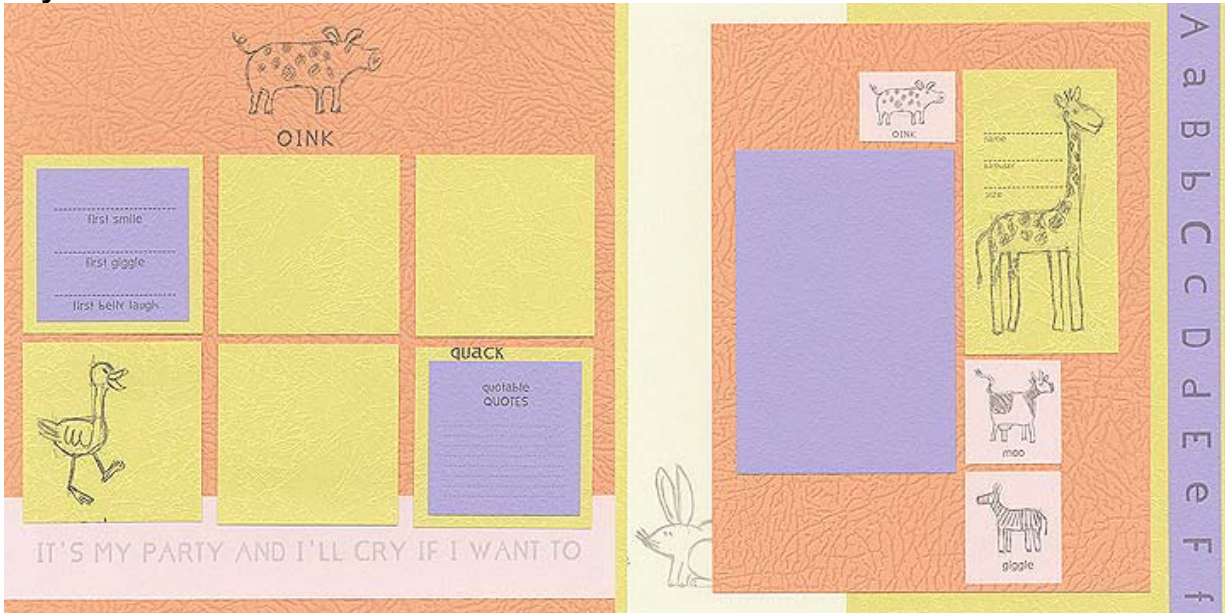 OINK
first smile
first giggle
first belly laugh
quack
quotable
QUOTES
IT'S MY PARTY AND I'LL CRY IF I WANT TO
OINK
name
size
moo
giggle
A a B b C c D d E e F f